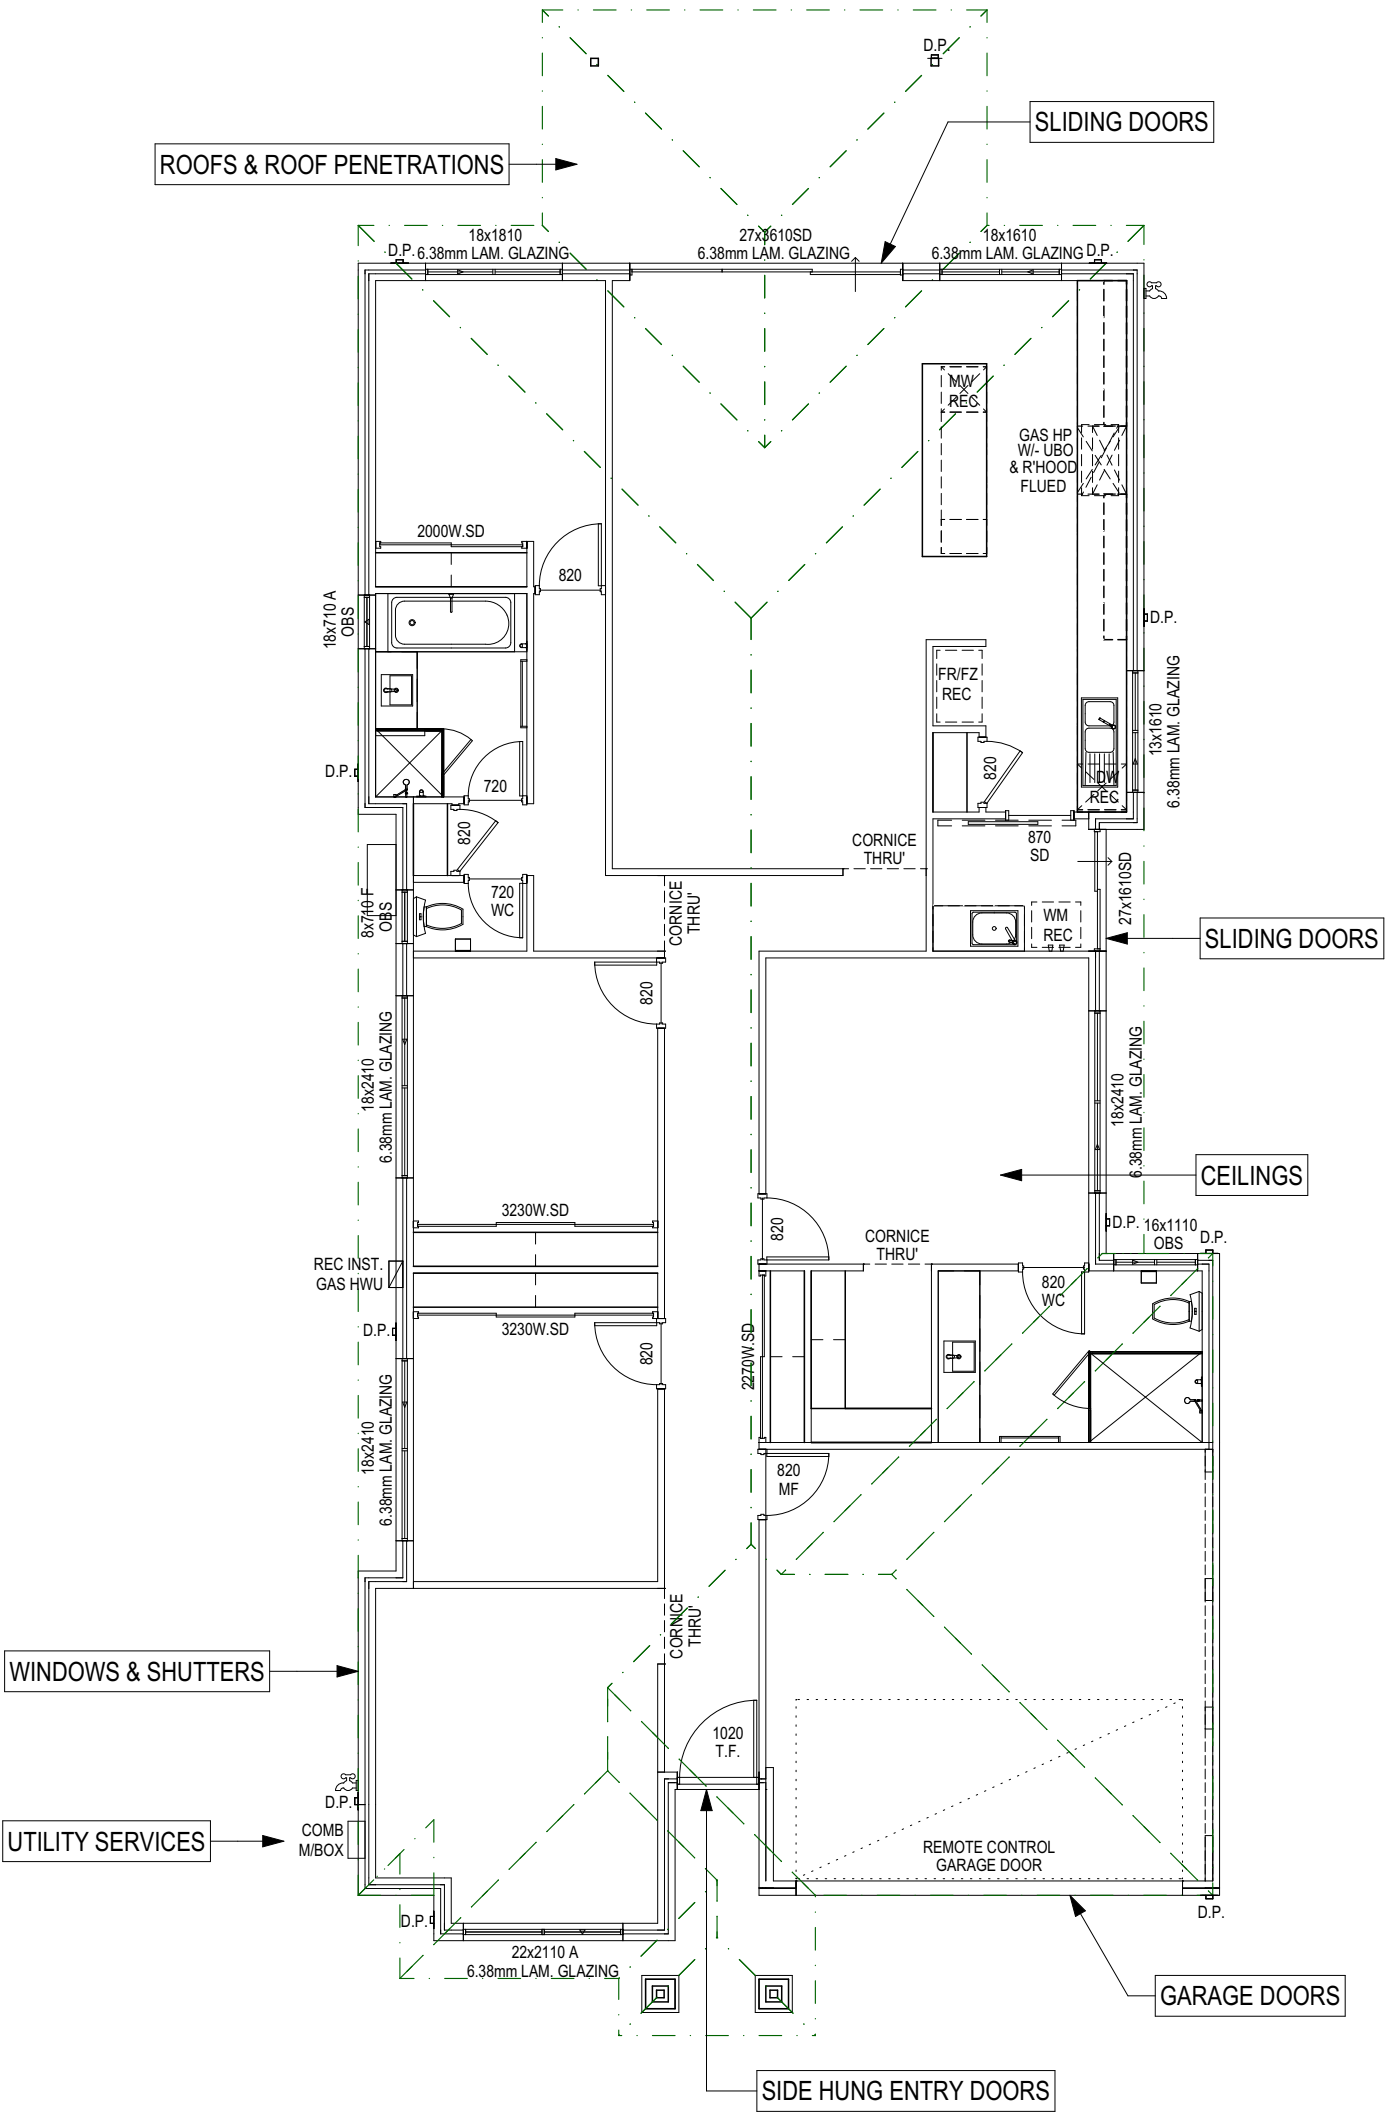 D.P.
SLIDING DOORS
ROOFS & ROOF PENETRATIONS
18x1810
6.38mm LAM. GLAZING
27x3610SD
6.38mm LAM. GLAZING
18x1610
6.38mm LAM. GLAZING
D.P.
D.P.
MW
REC
GAS HP
W/- UBO
& R'HOOD
FLUED
2000W.SD
820
18x710 A
OBS
D.P.
FR/FZ
REC
13x1610
6.38mm LAM. GLAZING
D.P.
720
820
DW
REC
820
870
SD
CORNICE
THRU'
27x1610SD
8x710 F
OBS
720
WC
CORNICE
THRU'
WM
REC
SLIDING DOORS
820
18x2410
6.38mm LAM. GLAZING
18x2410
6.38mm LAM. GLAZING
CEILINGS
3230W.SD
820
CORNICE
THRU'
D.P.
16x1110
OBS
D.P.
REC INST.
GAS HWU
820
WC
D.P.
3230W.SD
820
2270W.SD
18x2410
6.38mm LAM. GLAZING
820
MF
CORNICE
THRU'
WINDOWS & SHUTTERS
1020
T.F.
D.P.
UTILITY SERVICES
COMB
M/BOX
REMOTE CONTROL
GARAGE DOOR
D.P.
D.P.
22x2110 A
6.38mm LAM. GLAZING
GARAGE DOORS
SIDE HUNG ENTRY DOORS